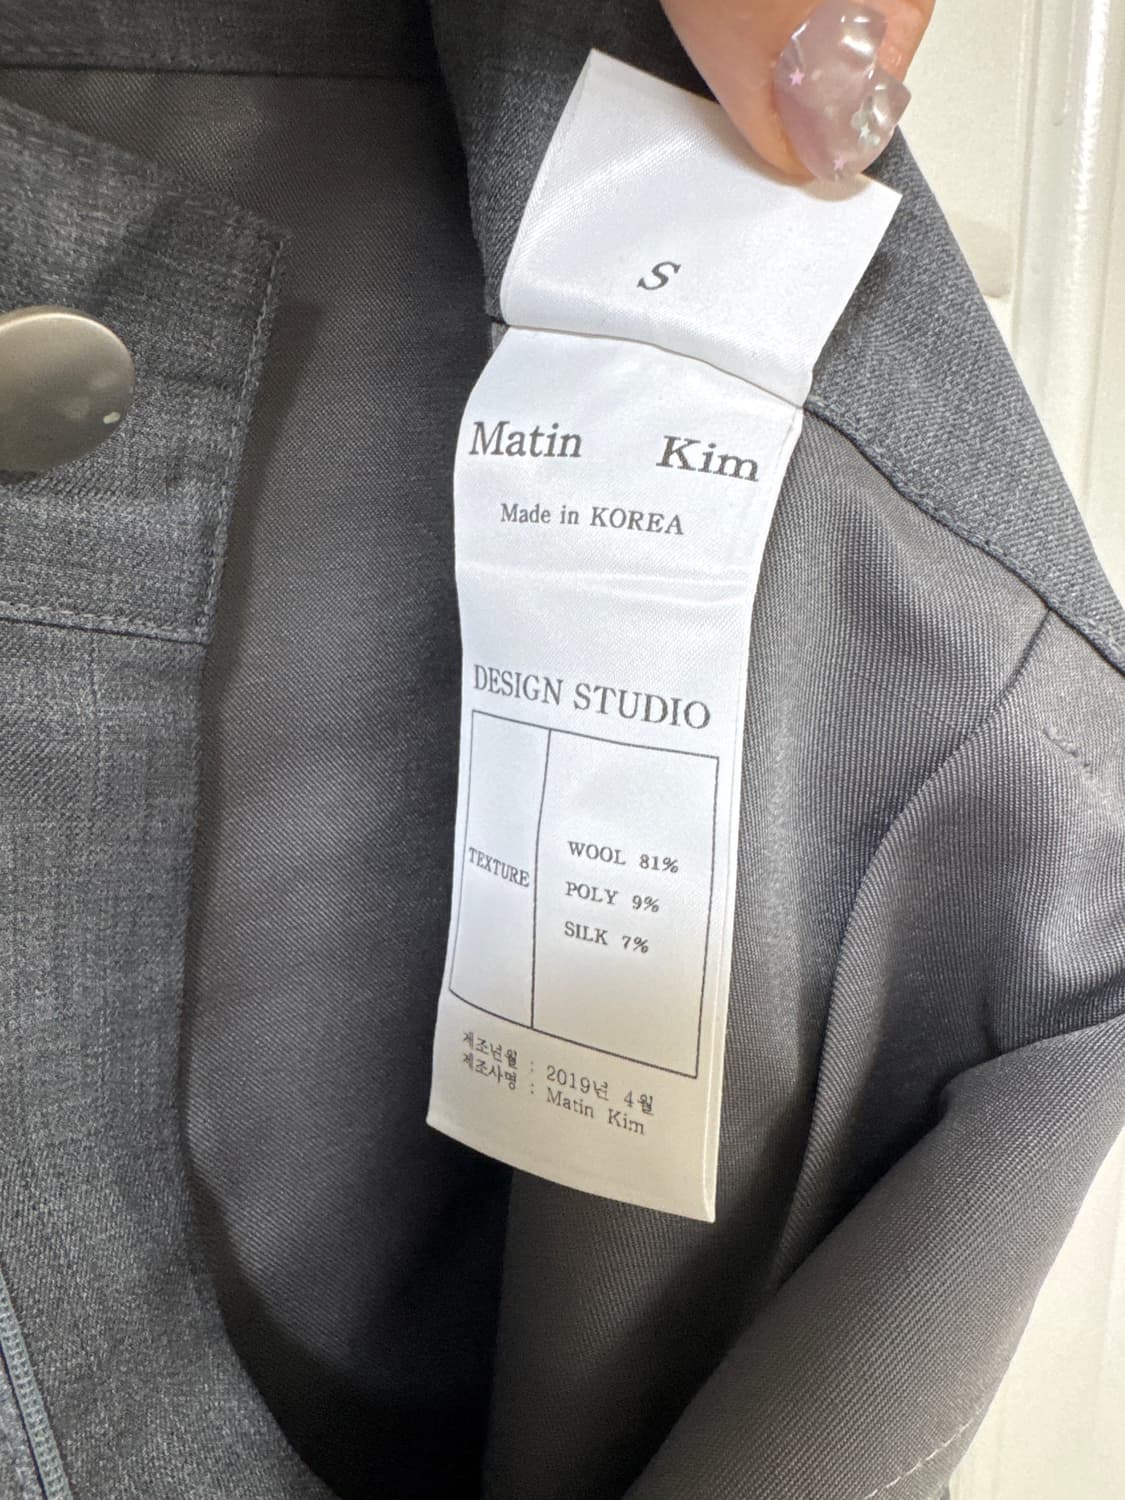 S
Matin Kim
Made in KOREA
DESIGN STUDIO
TEXTURE
WOOL 81%
POLY 9%
SILK 7%
제조년월 : 2019년 4월
제조사명 : Matin Kim